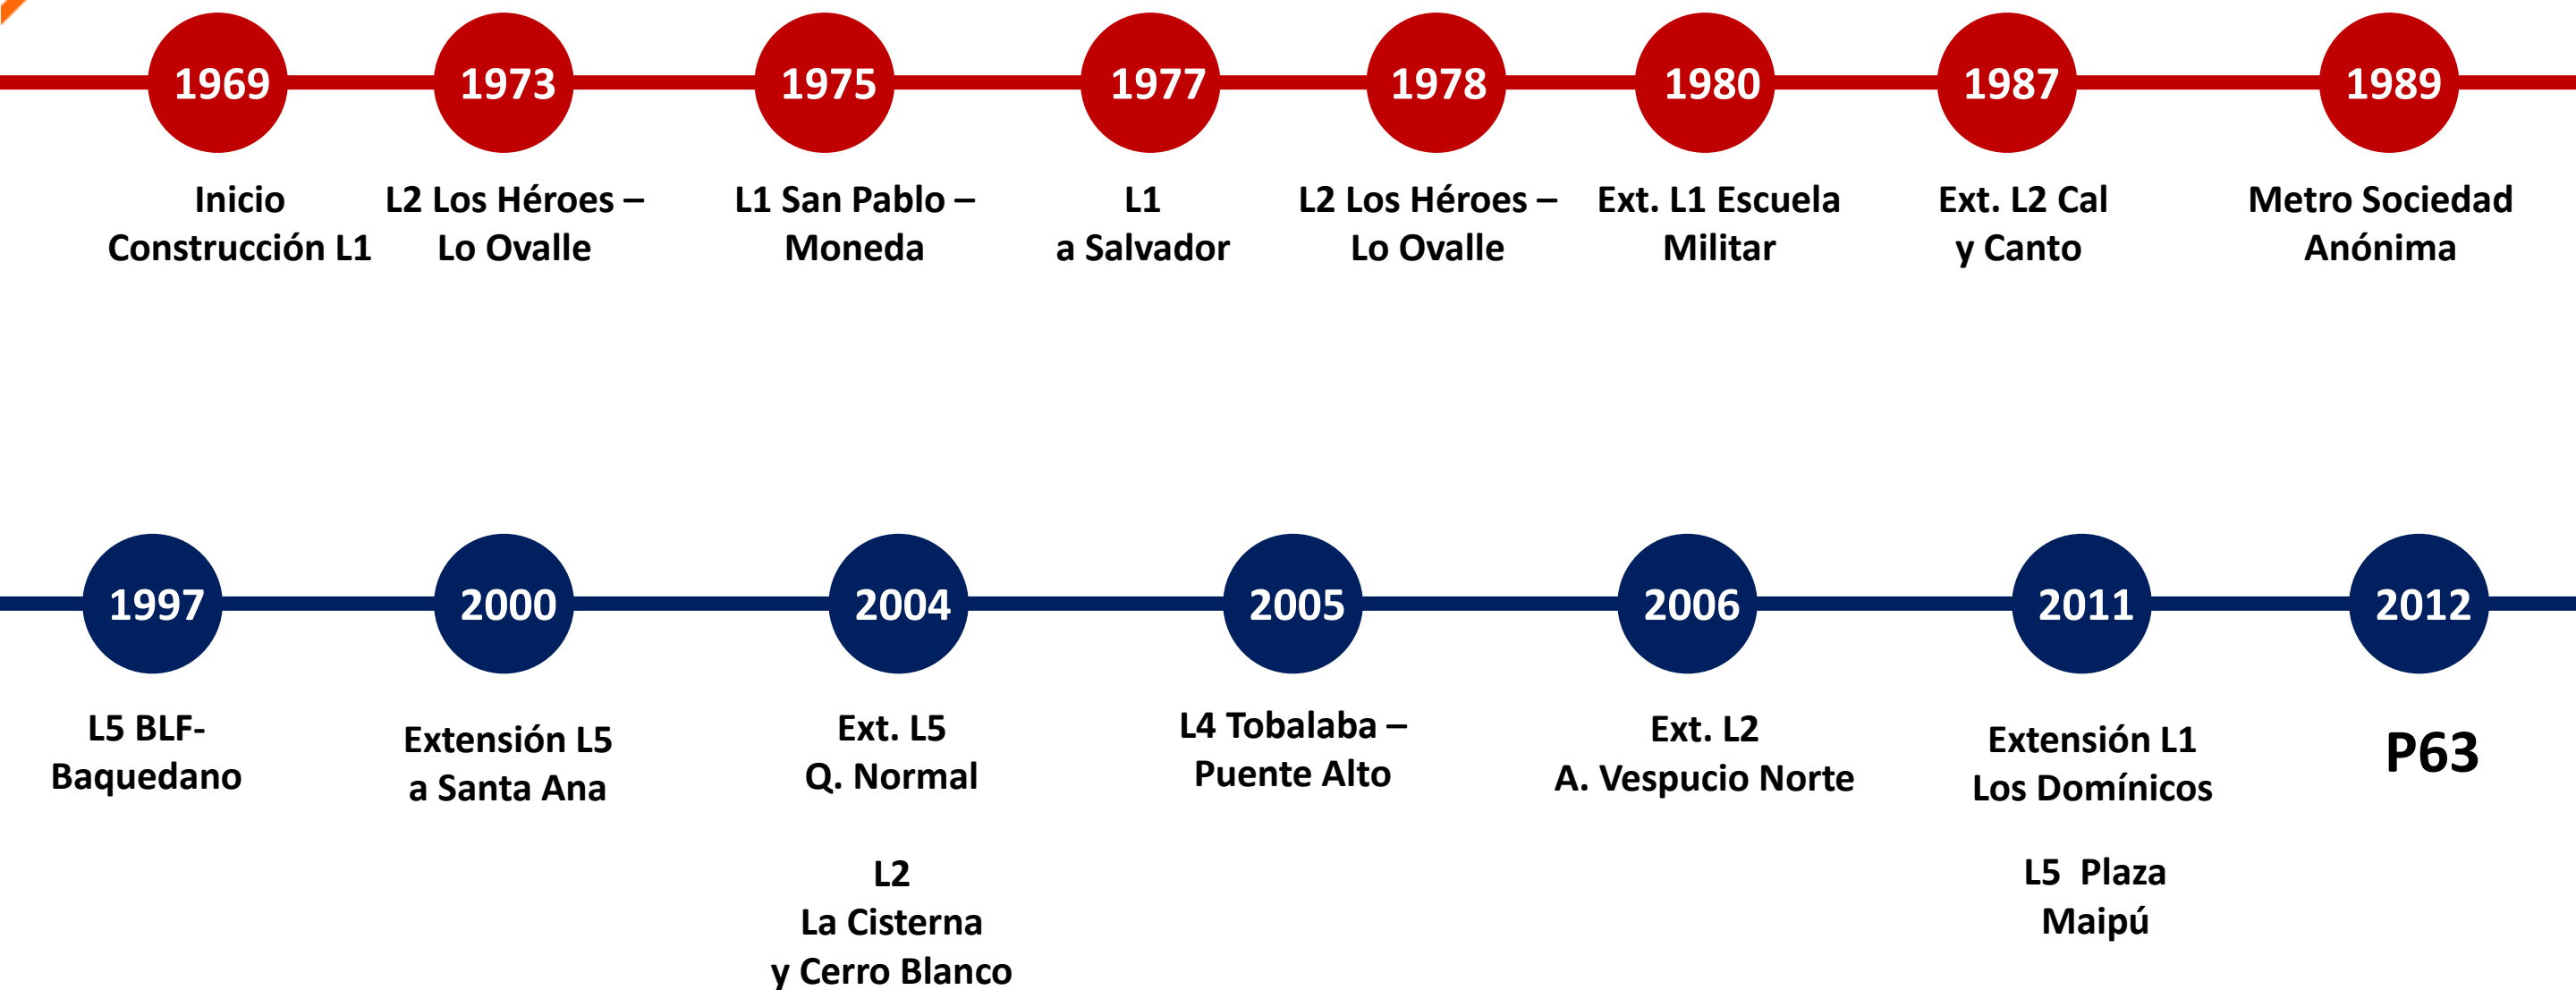 1969
Inicio
Construcción L1
1973
L2 Los Héroes –
Lo Ovalle
1975
L1 San Pablo –
Moneda
1977
L1
a Salvador
1978
L2 Los Héroes –
Lo Ovalle
1980
Ext. L1 Escuela
Militar
1987
Ext. L2 Cal
y Canto
1989
Metro Sociedad
Anónima
1997
L5 BLF-
Baquedano
2000
Extensión L5
a Santa Ana
2004
Ext. L5
Q. Normal
L2
La Cisterna
y Cerro Blanco
2005
L4 Tobalaba –
Puente Alto
2006
Ext. L2
A. Vespucio Norte
2011
Extensión L1
Los Domínicos
L5 Plaza
Maipú
2012
P63